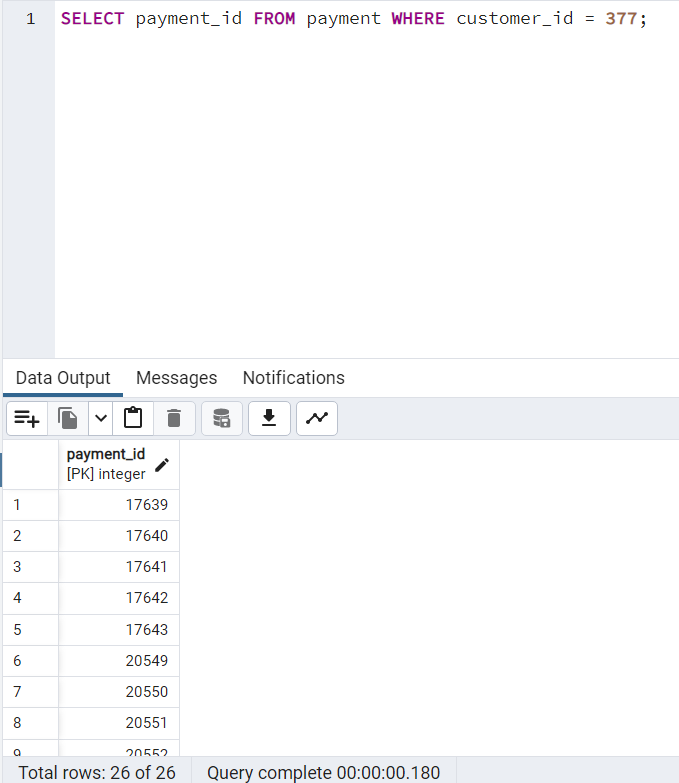 1 SELECT payment_id FROM payment WHERE customer_id = 377;
Data Output Messages Notifications
payment_id
[PK] integer
1 17639
2 17640
3 17641
4 17642
5 17643
6 20549
7 20550
8 20551
9 20552
Total rows: 26 of 26 Query complete 00:00:00.180